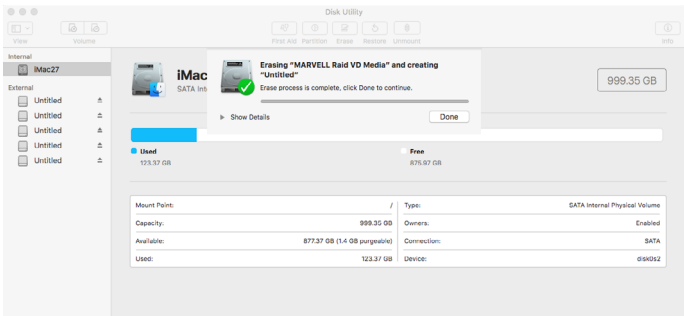 Disk Utility
View
Volume
First Aid Partition Erase Restore Unmount
Info
Internal
iMac27
External
Untitled
Untitled
Untitled
Untitled
Untitled
iMac
SATA Int
999.35 GB
Erasing “MARVELL Raid VD Media” and creating
“Untitled”
Erase process is complete, click Done to continue.
Show Details
Done
Used
123.37 GB
Free
875.97 GB
Mount Point: /
Capacity: 999.35 GB
Available: 877.37 GB (1.4 GB purgeable)
Used: 123.37 GB
Type: SATA Internal Physical Volume
Owners: Enabled
Connection: SATA
Device: disk0s2